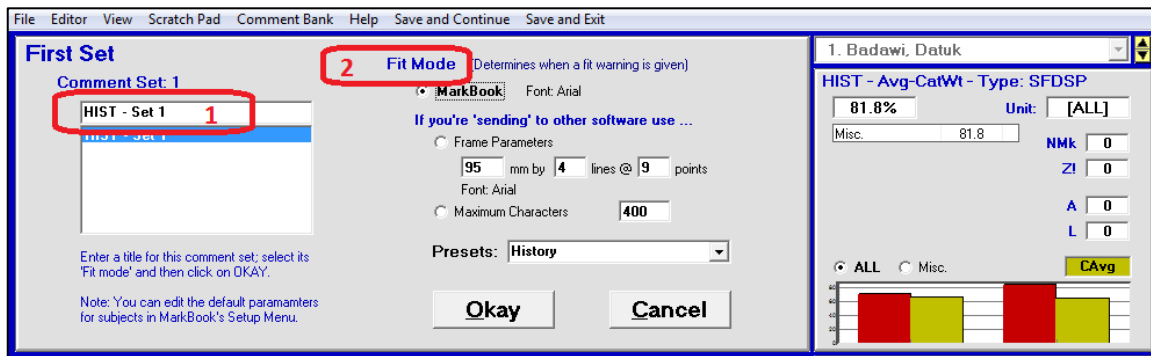 File Editor View Scratch Pad Comment Bank Help Save and Continue Save and Exit
First Set
Comment Set: 1
HIST - Set 1
1
HIST - Set 1
Enter a title for this comment set; select its
'Fit mode' and then click on OKAY.
Note: You can edit the default paramamters
for subjects in MarkBook's Setup Menu.
2 Fit Mode (Determines when a fit warning is given)
MarkBook Font: Arial
If you're 'sending' to other software use ...
Frame Parameters
95 mm by 4 lines @ 9 points
Font: Arial
Maximum Characters 400
Presets: History
Okay Cancel
1. Badawi, Datuk
HIST - Avg-CatWt - Type: SFDSP
81.8% Unit: [ALL]
Misc. 81.8
NMk 0
Z! 0
A 0
L 0
ALL Misc. CAvg
80
60
40
20
0